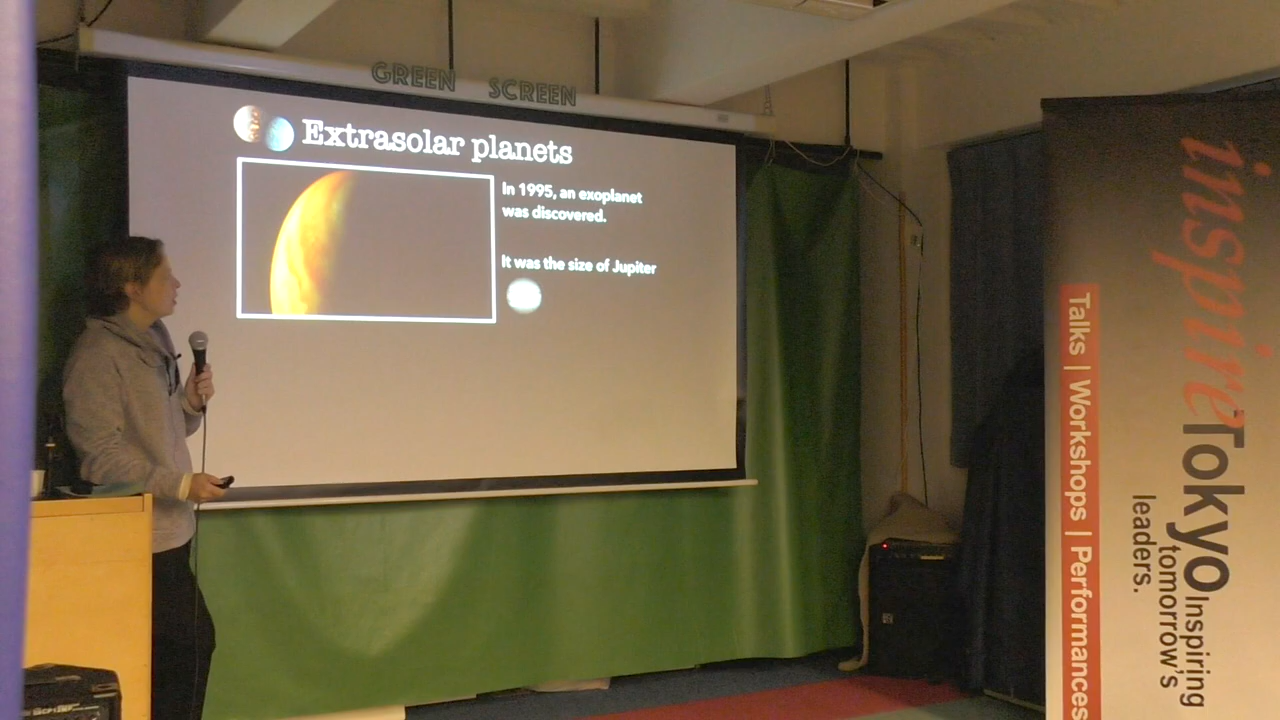 GREEN SCREEN
Extrasolar planets
In 1995, an exoplanet
was discovered.
It was the size of Jupiter
inspire
Tokyo
Inspiring
tomorrow's
leaders.
Talks | Workshops | Performances